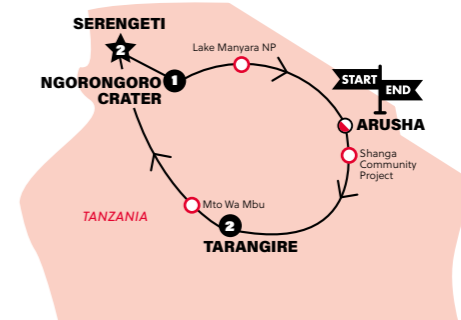 SERENGETI
2
NGORONGORO
CRATER
1
Lake Manyara NP
START
END
ARUSHA
Shanga
Community
Project
Mto Wa Mbu
2
TARANGIRE
TANZANIA